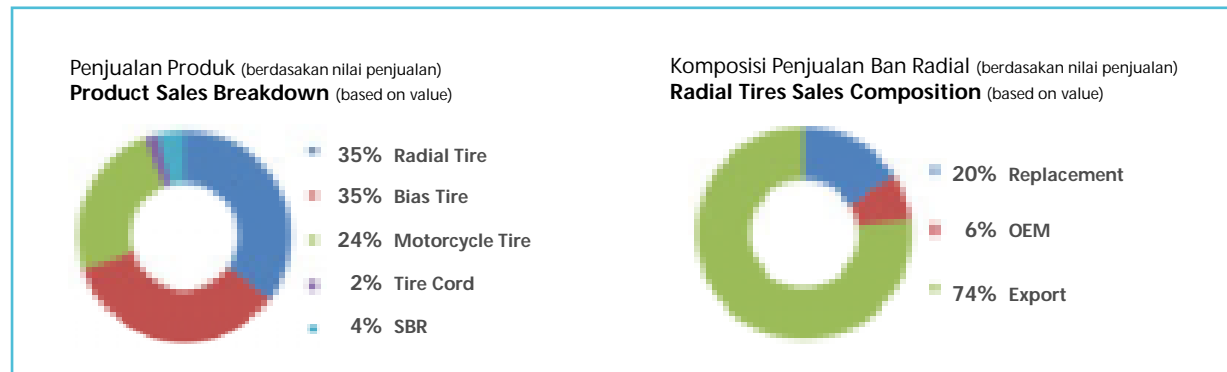 Penjualan Produk (berdasakan nilai penjualan)
Product Sales Breakdown (based on value)
35% Radial Tire
35% Bias Tire
24% Motorcycle Tire
2% Tire Cord
4% SBR
Komposisi Penjualan Ban Radial (berdasakan nilai penjualan)
Radial Tires Sales Composition (based on value)
20% Replacement
6% OEM
74% Export